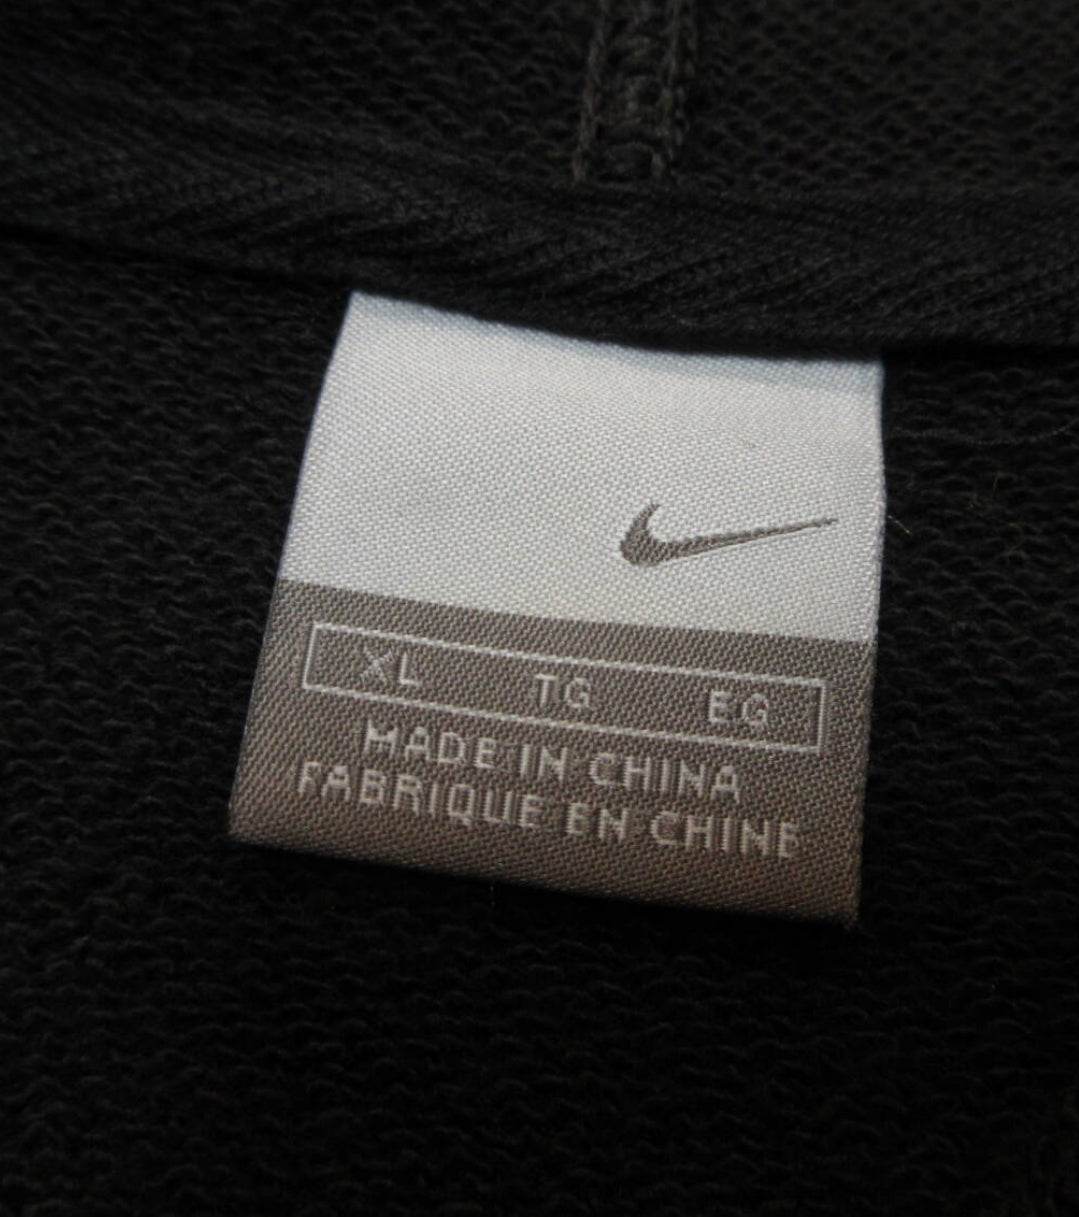 XL TG EG
MADE IN CHINA
FABRIQUE EN CHINE